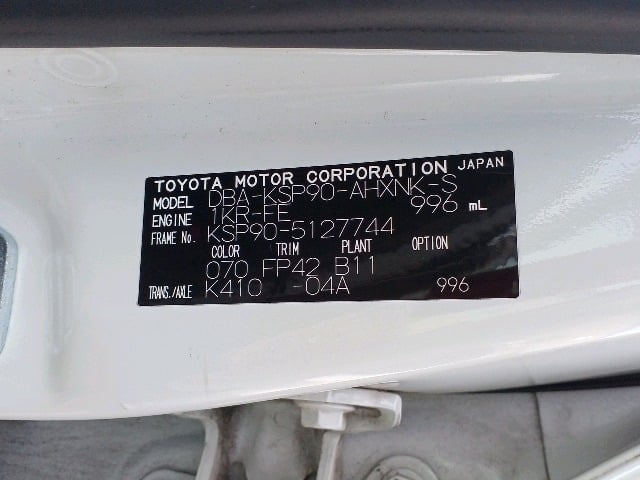 TOYOTA MOTOR CORPORATION JAPAN
MODEL DBA-KSP90-AHXNK-S
ENGINE 1KR-FE 996 mL
FRAME No. KSP90-5127744
COLOR TRIM PLANT OPTION
070 FP42 B11
TRANS./AXLE K410 -04A 996